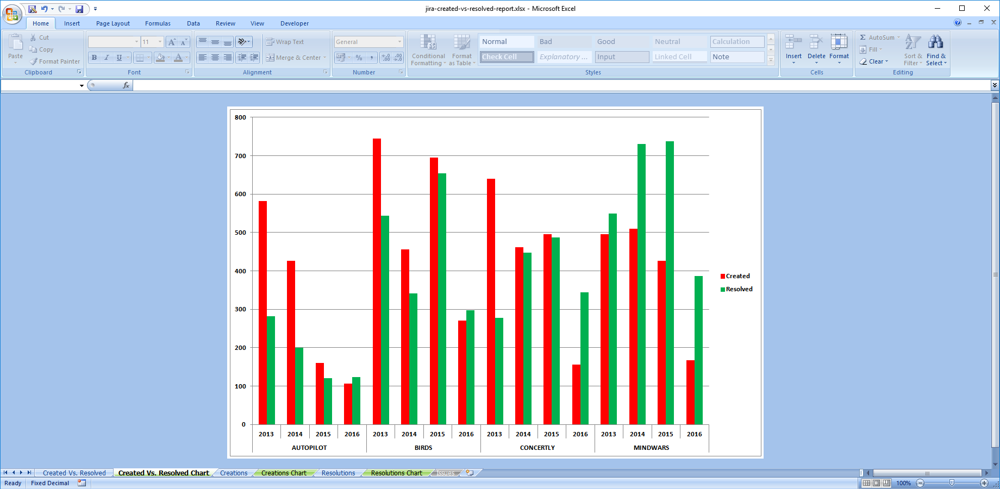 jira-created-vs-resolved-report.xlsx - Microsoft Excel
Home Insert Page Layout Formulas Data Review View Developer
Paste
Cut
Copy
Format Painter
Clipboard
11
B I U
Font
Wrap Text
Merge & Center
Alignment
General
%
Number
Conditional Formatting
Format as Table
Normal Bad Good Neutral Calculation
Check Cell Explanatory ... Input Linked Cell Note
Styles
Insert Delete Format
Cells
Σ AutoSum
Fill
Clear
Sort & Filter
Find & Select
Editing
fx
800
700
600
500
400
300
200
100
0
Created
Resolved
2013 2014 2015 2016 2013 2014 2015 2016 2013 2014 2015 2016 2013 2014 2015 2016
AUTOPILOT BIRDS CONCERTLY MINDWARS
Created Vs. Resolved Created Vs. Resolved Chart Creations Creations Chart Resolutions Resolutions Chart Issues
Ready Fixed Decimal 100%